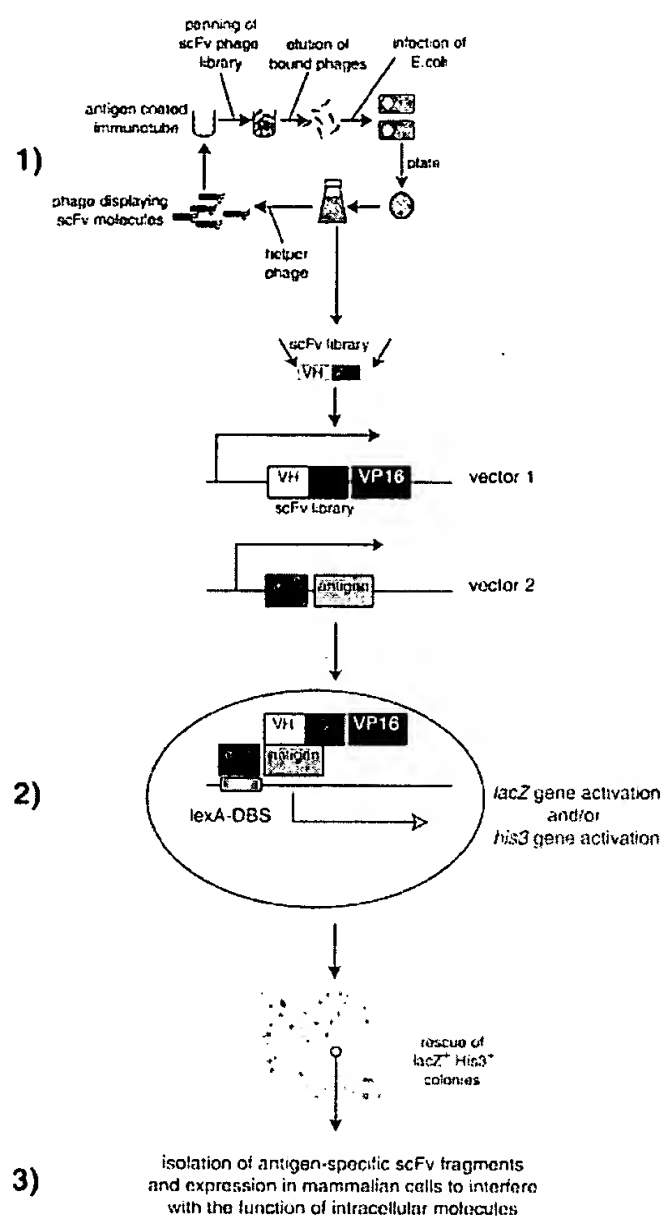 panning of
scFv phage
library
elution of
bound phages
infection of
E.coli
antigen coated
immunotube
1)
plate
phage displaying
scFv molecules
helper
phage
scFv library
VH
VH
VP16
vector 1
scFv library
antigen
vector 2
VH
VP16
antigen
2)
lexA-DBS
lacZ gene activation
and/or
his3 gene activation
rescue of
lacZ+ His3+
colonies
3)
isolation of antigen-specific scFv fragments
and expression in mammalian cells to interfere
with the function of intracellular molecules